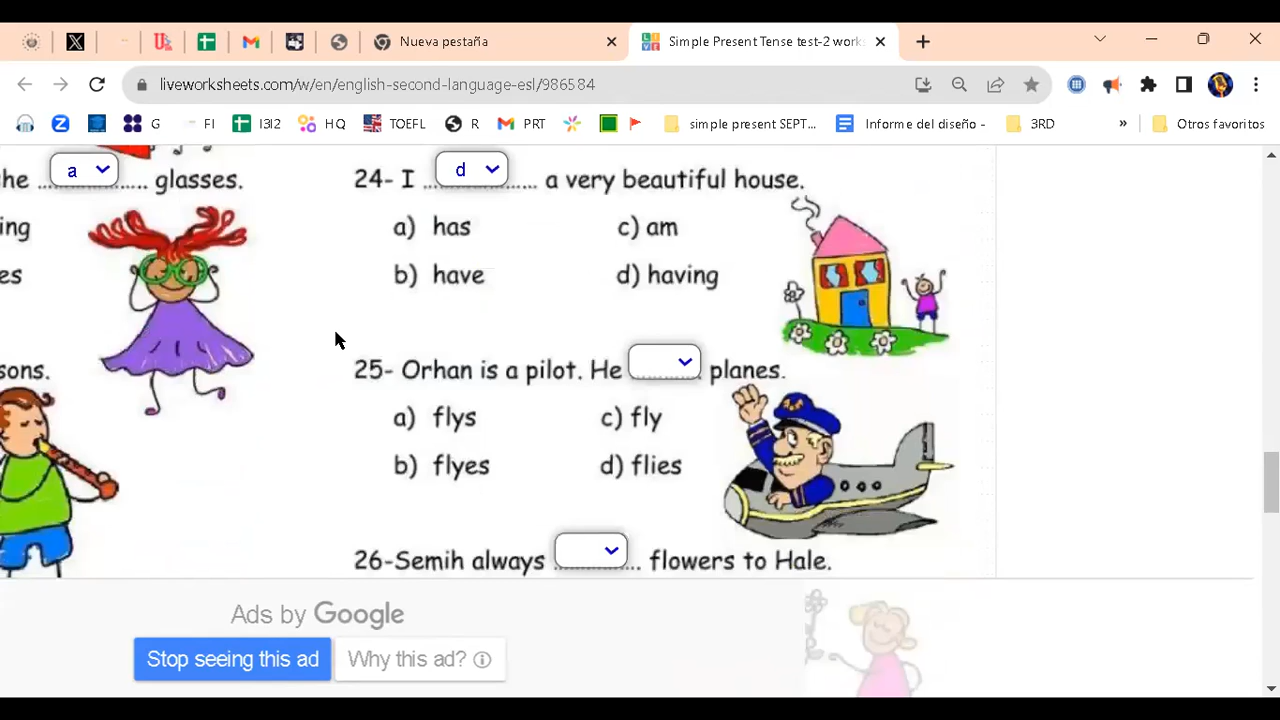 Nueva pestaña
Simple Present Tense test-2 works
liveworksheets.com/w/en/english-second-language-esl/986584
G
FI
I3I2
HQ
TOEFL
R
PRT
simple present SEPT...
Informe del diseño -
3RD
»
Otros favoritos
he a glasses.
ing
es
sons.
24- I d a very beautiful house.
a) has
c) am
b) have
d) having
25- Orhan is a pilot. He planes.
a) flys
c) fly
b) flyes
d) flies
26-Semih always flowers to Hale.
Ads by Google
Stop seeing this ad
Why this ad?